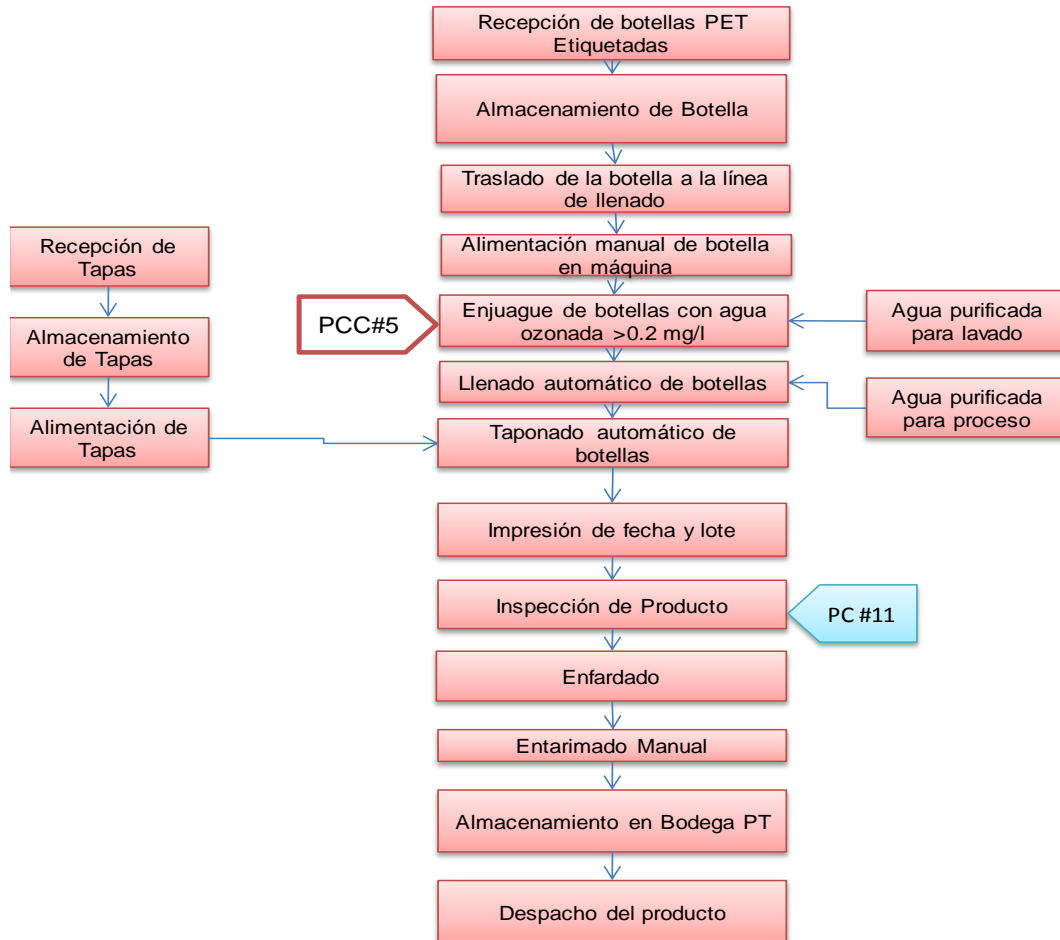 Recepción de botellas PET
Etiquetadas
Almacenamiento de Botella
Traslado de la botella a la línea
de llenado
Alimentación manual de botella
en máquina
Recepción de
Tapas
PCC#5
Enjuague de botellas con agua
ozonada >0.2 mg/l
Agua purificada
para lavado
Almacenamiento
de Tapas
Llenado automático de botellas
Agua purificada
para proceso
Alimentación de
Tapas
Taponado automático de
botellas
Impresión de fecha y lote
Inspección de Producto
PC #11
Enfardado
Entarimado Manual
Almacenamiento en Bodega PT
Despacho del producto